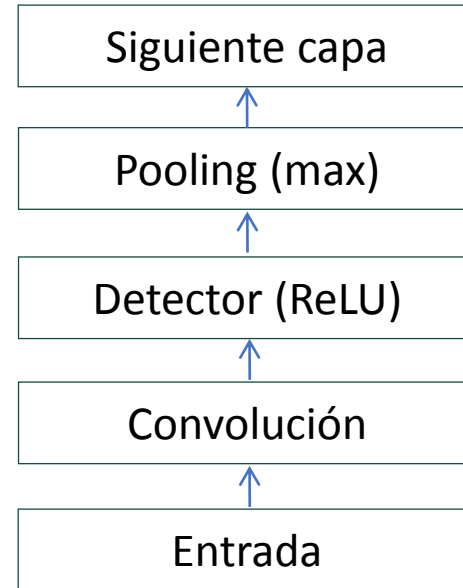 Siguiente capa
Pooling (max)
Detector (ReLU)
Convolución
Entrada